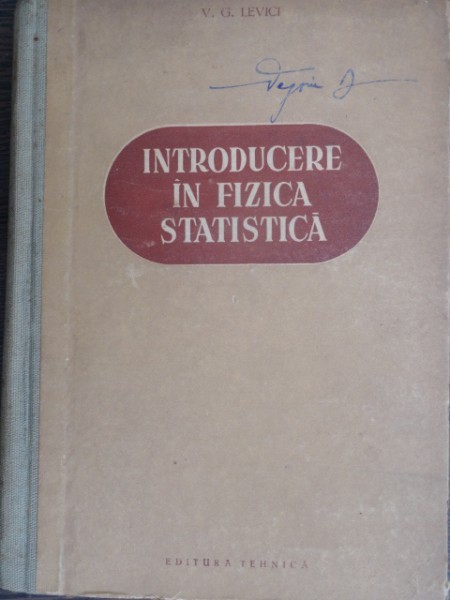 V. G. LEVICI
INTRODUCERE
ÎN FIZICA
STATISTICĂ
EDITURA TEHNICĂ